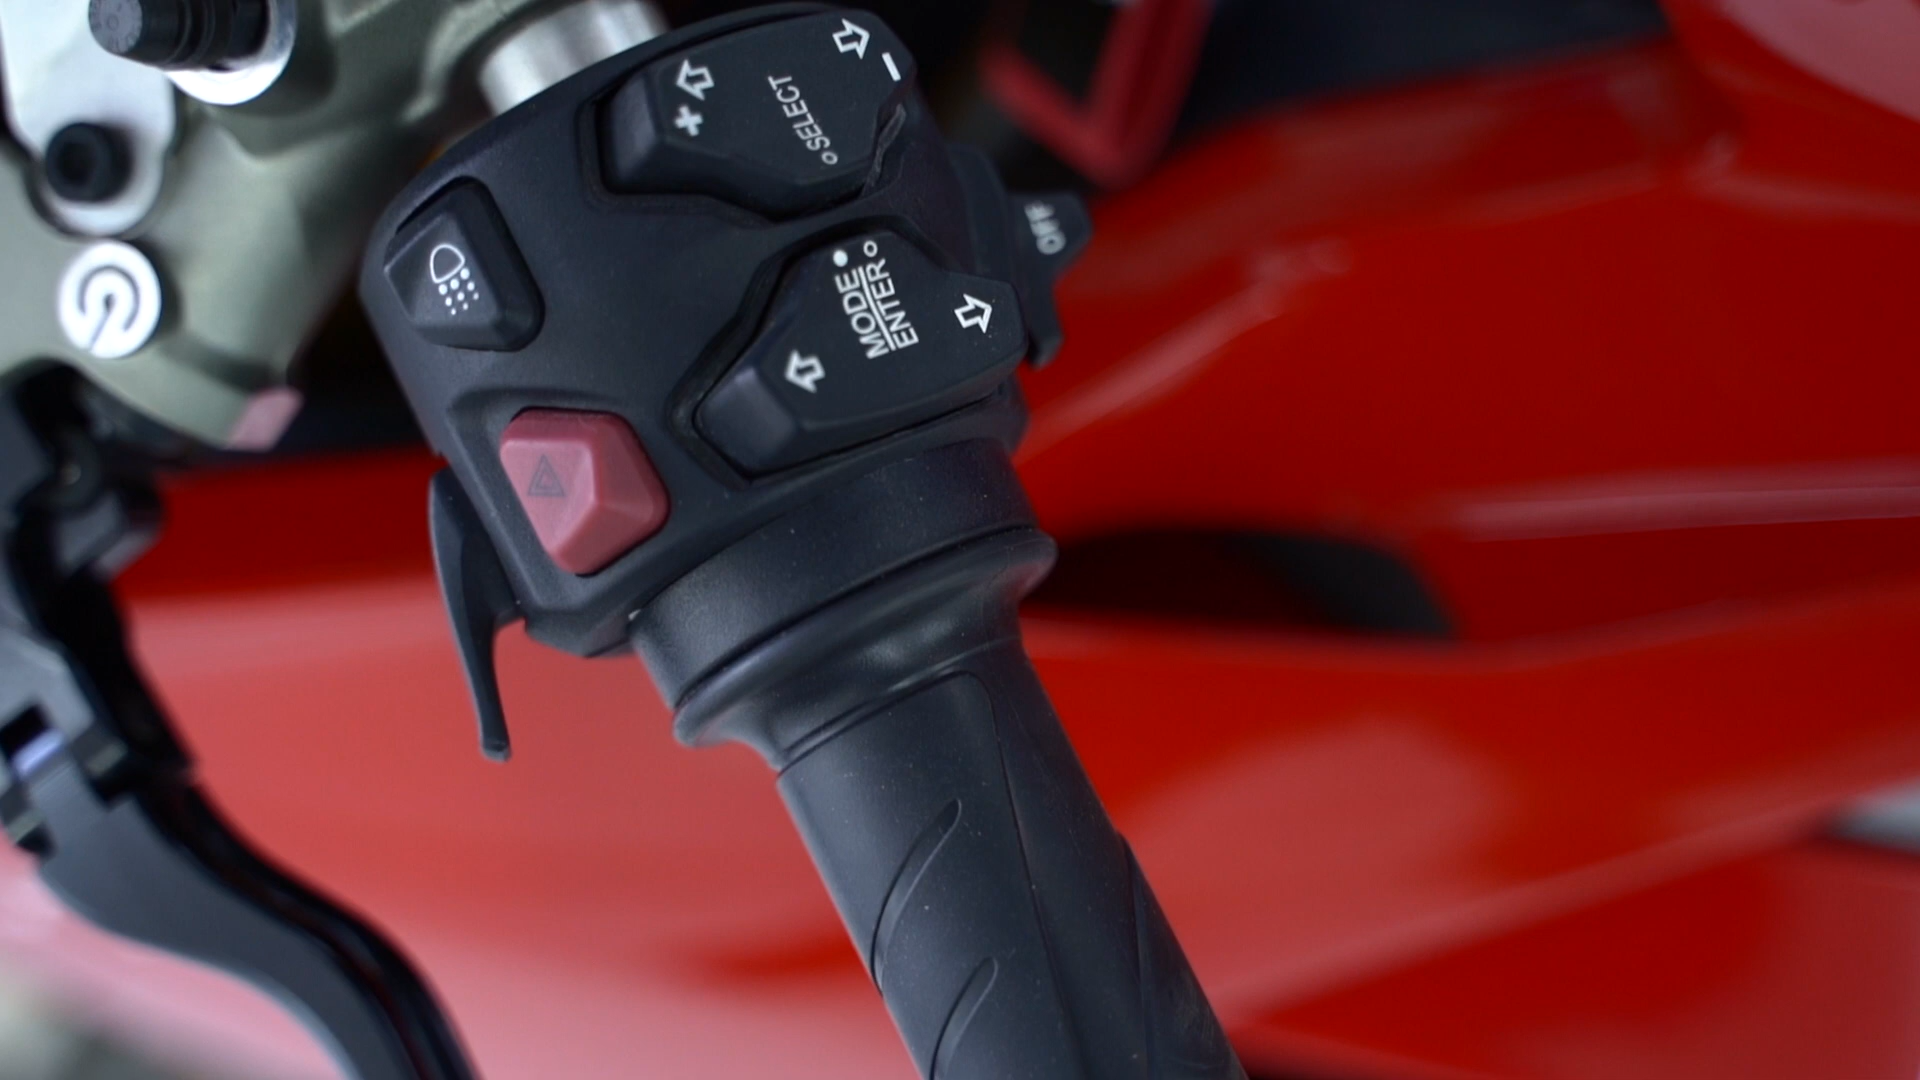 +
-
SELECT
MODE
ENTER
OFF